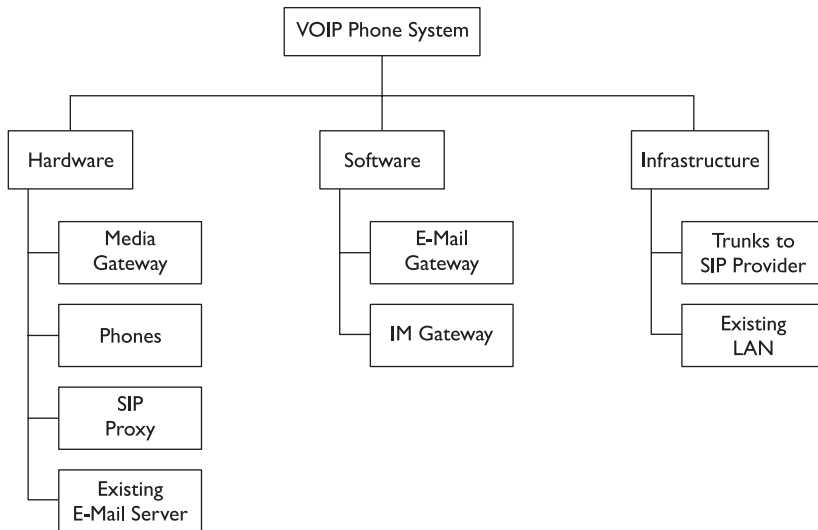 VOIP Phone System
Hardware
Software
Infrastructure
Media
Gateway
Phones
SIP
Proxy
Existing
E-Mail Server
E-Mail
Gateway
IM Gateway
Trunks to
SIP Provider
Existing
LAN